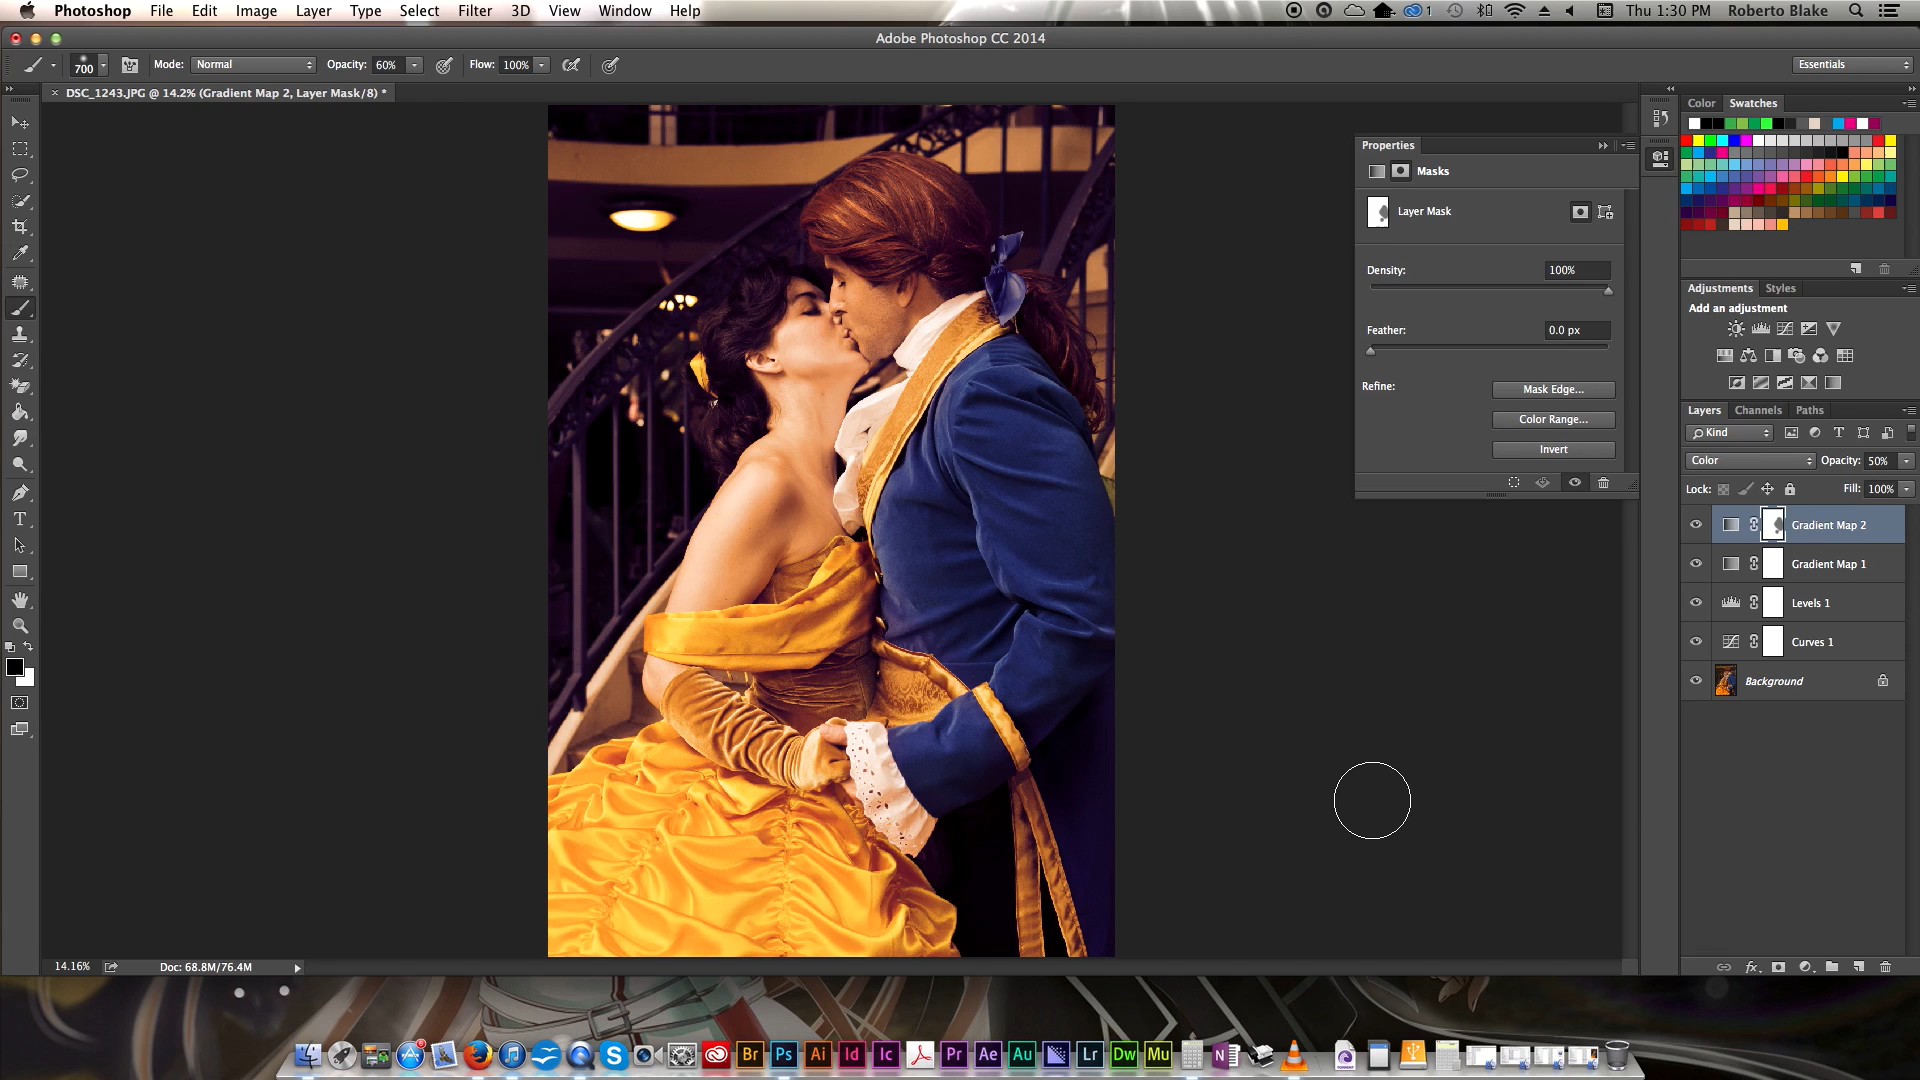 Photoshop File Edit Image Layer Type Select Filter 3D View Window Help 1 Thu 1:30 PM Roberto Blake
Adobe Photoshop CC 2014
700 Mode: Normal Opacity: 60% Flow: 100% Essentials
DSC_1243.JPG @ 14.2% (Gradient Map 2, Layer Mask/8) *
Color Swatches
Properties
Masks
Layer Mask
Density: 100%
Feather: 0.0 px
Refine: Mask Edge...
Color Range...
Invert
Adjustments Styles
Add an adjustment
Layers Channels Paths
Kind
Color Opacity: 50%
Lock: Fill: 100%
Gradient Map 2
Gradient Map 1
Levels 1
Curves 1
Background
14.16% Doc: 68.8M/76.4M
fx
Br Ps Ai Id Ic Pr Ae Au Lr Dw Mu N